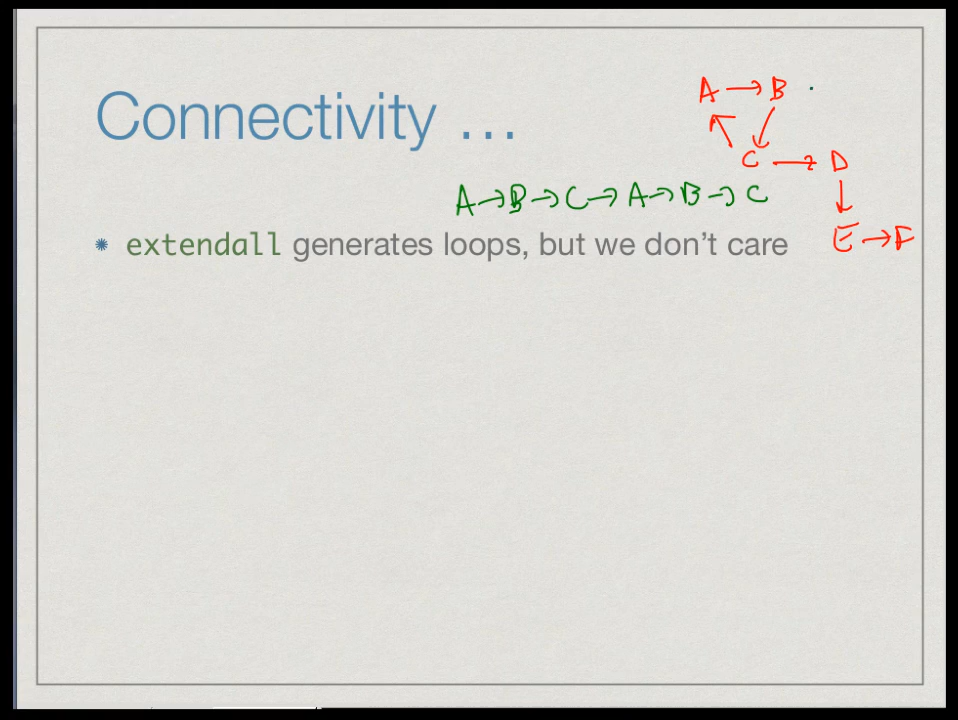 Connectivity ...
A → B
C → D
A → B → C → A → B → C
extendall generates loops, but we don't care
E → F